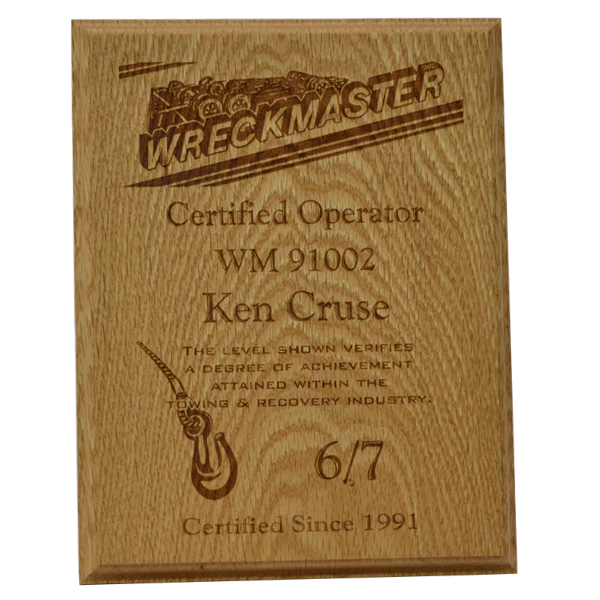 WRECKMASTER
Certified Operator
WM 91002
Ken Cruse
THE LEVEL SHOWN VERIFIES
A DEGREE OF ACHIEVEMENT
ATTAINED WITHIN THE
TOWING & RECOVERY INDUSTRY.
6/7
Certified Since 1991